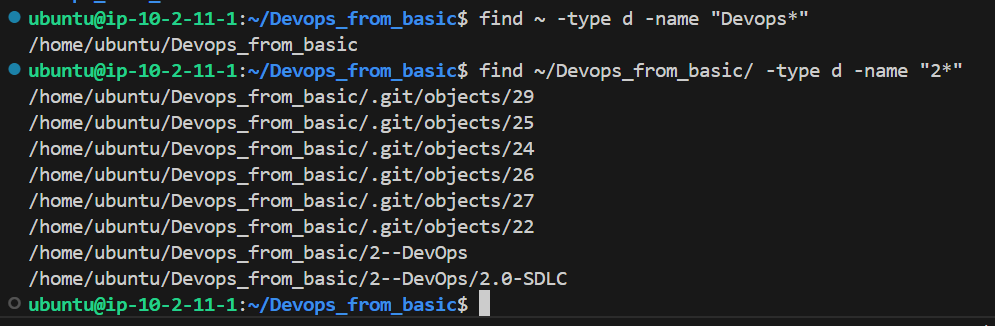 ubuntu@ip-10-2-11-1:~/Devops_from_basic$ find ~ -type d -name "Devops*"
/home/ubuntu/Devops_from_basic
ubuntu@ip-10-2-11-1:~/Devops_from_basic$ find ~/Devops_from_basic/ -type d -name "2*"
/home/ubuntu/Devops_from_basic/.git/objects/29
/home/ubuntu/Devops_from_basic/.git/objects/25
/home/ubuntu/Devops_from_basic/.git/objects/24
/home/ubuntu/Devops_from_basic/.git/objects/26
/home/ubuntu/Devops_from_basic/.git/objects/27
/home/ubuntu/Devops_from_basic/.git/objects/22
/home/ubuntu/Devops_from_basic/2--DevOps
/home/ubuntu/Devops_from_basic/2--DevOps/2.0-SDLC
ubuntu@ip-10-2-11-1:~/Devops_from_basic$